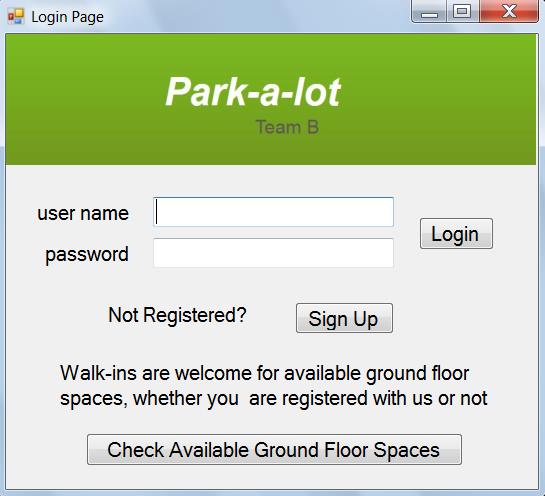 Login Page
Park-a-lot
Team B
user name
Login
password
Not Registered?
Sign Up
Walk-ins are welcome for available ground floor
spaces, whether you  are registered with us or not
Check Available Ground Floor Spaces